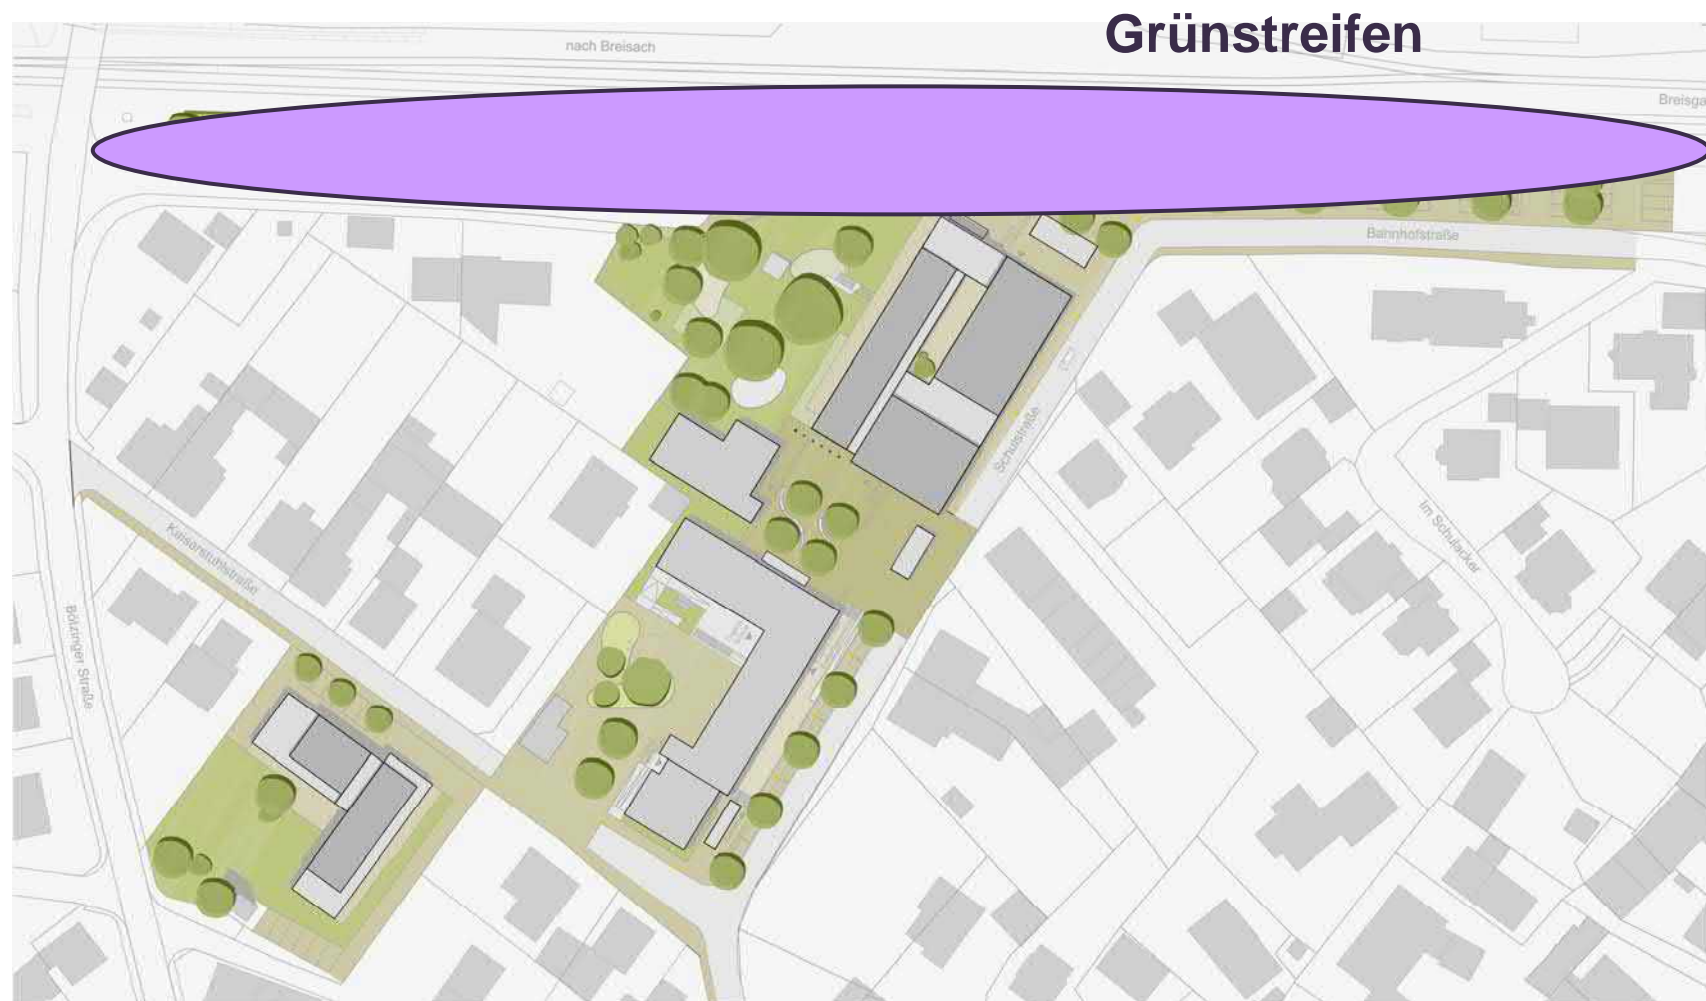 Grünstreifen
nach Breisach
Breisga
Bahnhofstraße
Schulstraße
Im Schulacker
Kaiserstuhlstraße
Bötzinger Straße